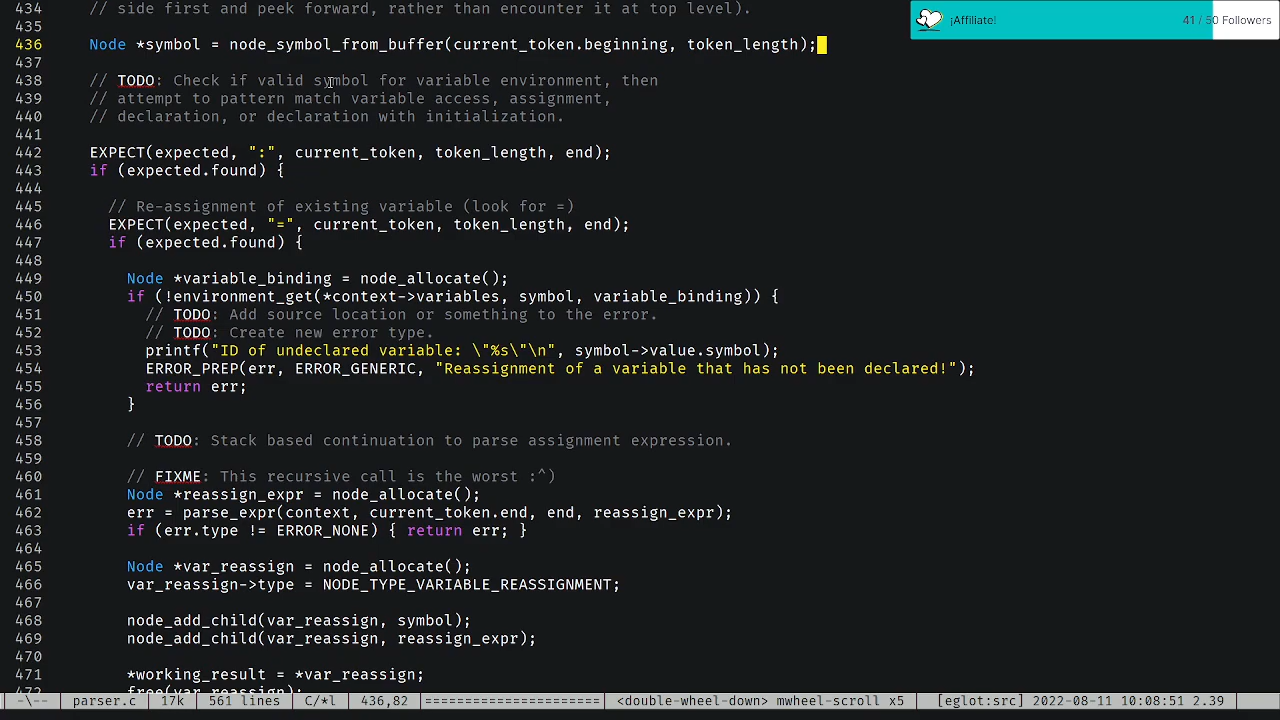 434    // side first and peek forward, rather than encounter it at top level).
435
436    Node *symbol = node_symbol_from_buffer(current_token.beginning, token_length);
437
438    // TODO: Check if valid symbol for variable environment, then
439    // attempt to pattern match variable access, assignment,
440    // declaration, or declaration with initialization.
441
442    EXPECT(expected, ":", current_token, token_length, end);
443    if (expected.found) {
444
445      // Re-assignment of existing variable (look for =)
446      EXPECT(expected, "=", current_token, token_length, end);
447      if (expected.found) {
448
449        Node *variable_binding = node_allocate();
450        if (!environment_get(*context->variables, symbol, variable_binding)) {
451          // TODO: Add source location or something to the error.
452          // TODO: Create new error type.
453          printf("ID of undeclared variable: \"%s\"\n", symbol->value.symbol);
454          ERROR_PREP(err, ERROR_GENERIC, "Reassignment of a variable that has not been declared!");
455          return err;
456        }
457
458        // TODO: Stack based continuation to parse assignment expression.
459
460        // FIXME: This recursive call is the worst :^)
461        Node *reassign_expr = node_allocate();
462        err = parse_expr(context, current_token.end, end, reassign_expr);
463        if (err.type != ERROR_NONE) { return err; }
464
465        Node *var_reassign = node_allocate();
466        var_reassign->type = NODE_TYPE_VARIABLE_REASSIGNMENT;
467
468        node_add_child(var_reassign, symbol);
469        node_add_child(var_reassign, reassign_expr);
470
471        *working_result = *var_reassign;
472        free(var_reassign);
¡Affiliate! 41 / 50 Followers
-\-- parser.c 17k 561 lines C/*l 436,82 ===================== <double-wheel-down> mwheel-scroll x5 [eglot:src] 2022-08-11 10:08:51 2.39